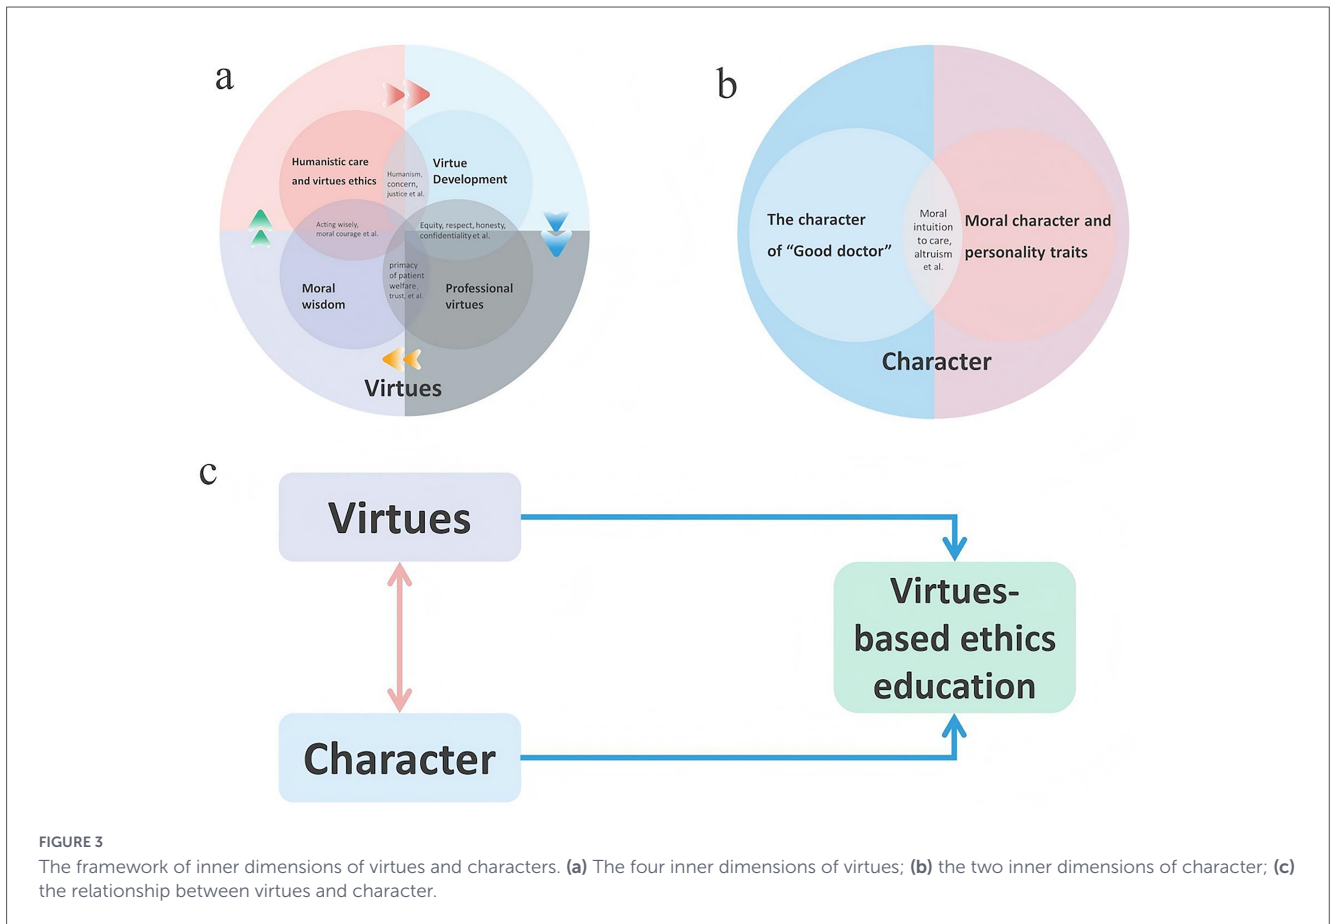 a
Humanistic care
and virtues ethics
Humanism,
concern,
justice et al.
Virtue
Development
Acting wisely,
moral courage et al.
Equity, respect, honesty,
confidentiality et al.
primacy
of patient
welfare,
trust, et al.
Moral
wisdom
Professional
virtues
Virtues
b
The character
of “Good doctor”
Moral
intuition
to care,
altruism
et al.
Moral character and
personality traits
Character
c
Virtues
Character
Virtues-
based ethics
education
FIGURE 3
The framework of inner dimensions of virtues and characters. (a) The four inner dimensions of virtues; (b) the two inner dimensions of character; (c)
the relationship between virtues and character.